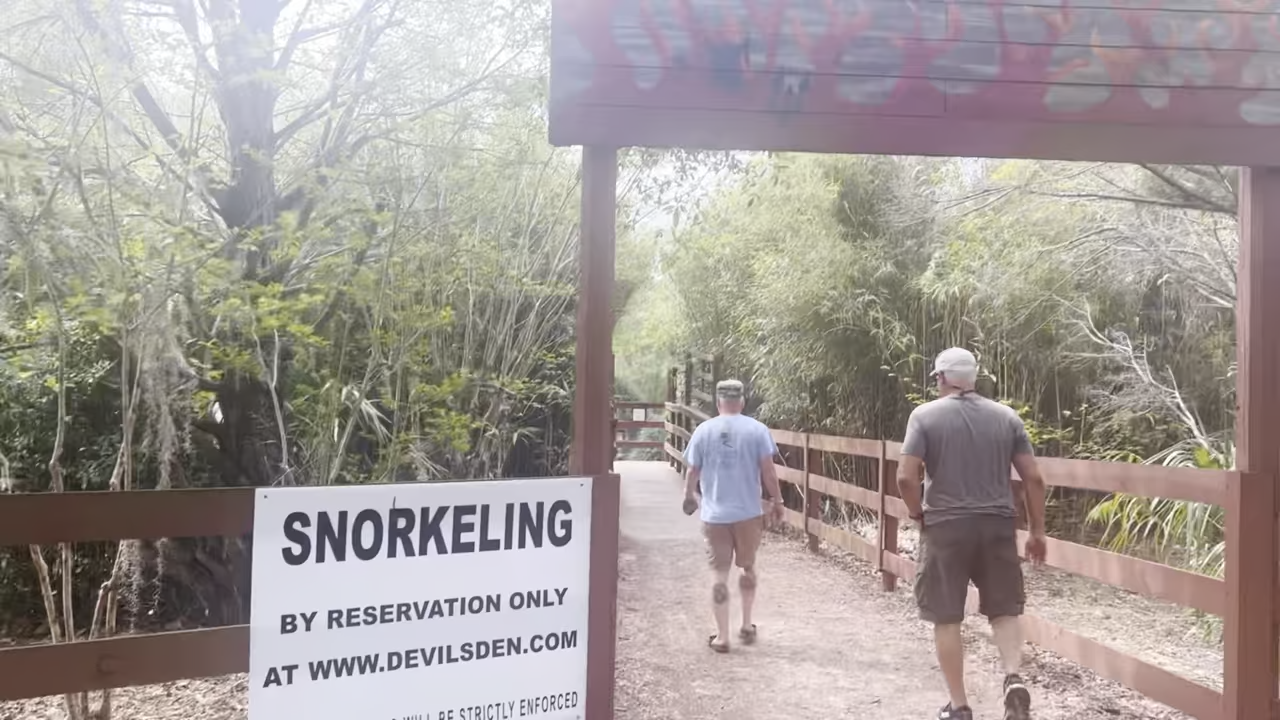 SNORKELING
BY RESERVATION ONLY
AT WWW.DEVILSDEN.COM
WILL BE STRICTLY ENFORCED